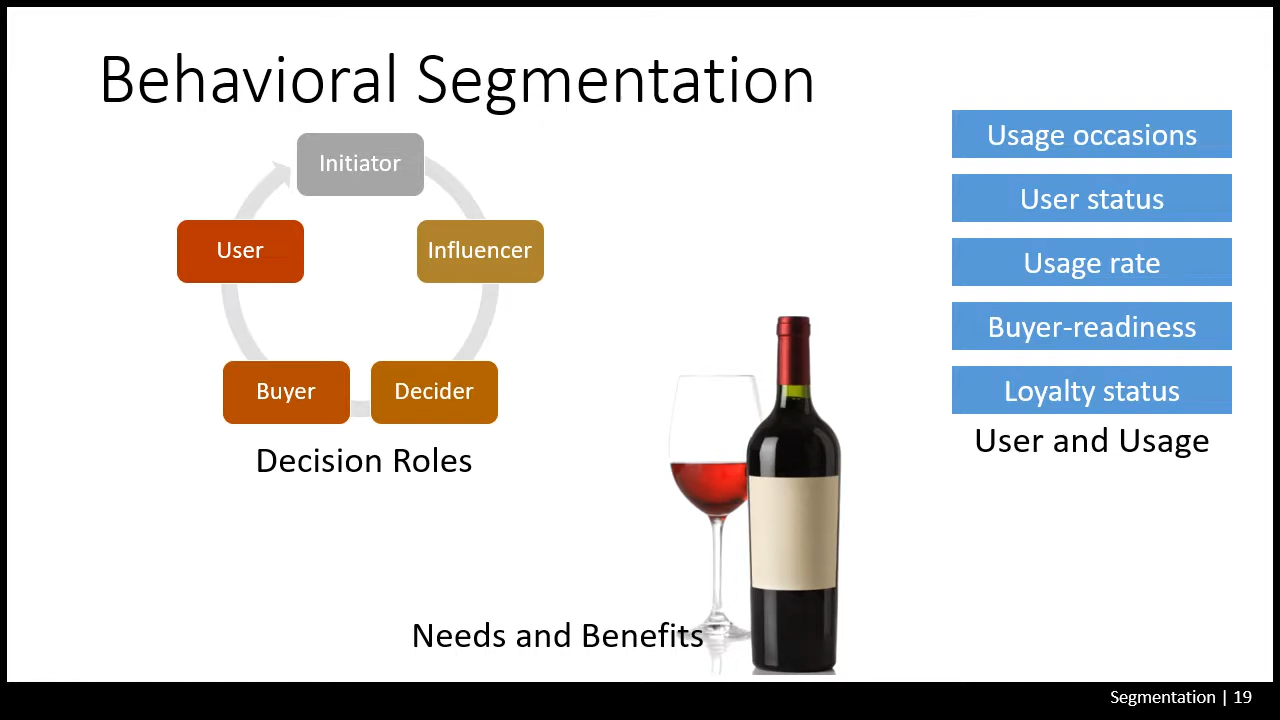 Behavioral Segmentation
Initiator
Influencer
Decider
Buyer
User
Decision Roles
Needs and Benefits
Usage occasions
User status
Usage rate
Buyer-readiness
Loyalty status
User and Usage
Segmentation | 19